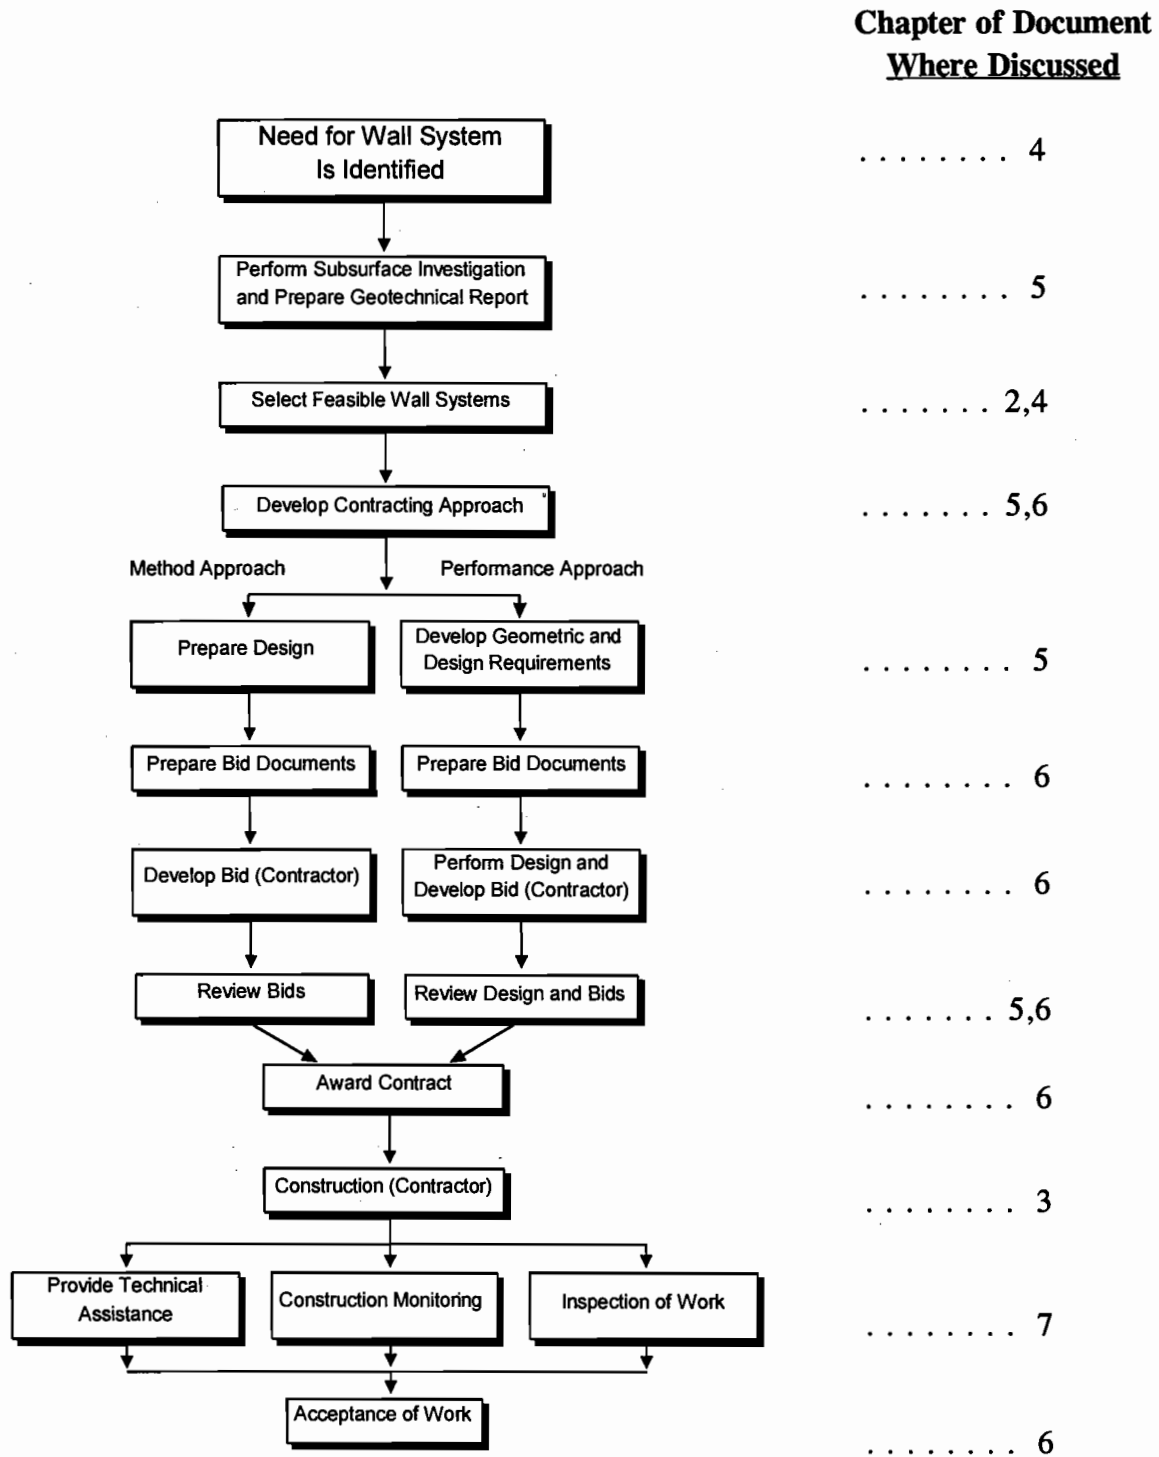 Chapter of Document
Where Discussed
Need for Wall System
Is Identified
. . . . . . . . 4
Perform Subsurface Investigation
and Prepare Geotechnical Report
. . . . . . . . 5
Select Feasible Wall Systems
. . . . . . . 2,4
Develop Contracting Approach
. . . . . . . 5,6
Method Approach
Performance Approach
Prepare Design
Develop Geometric and
Design Requirements
. . . . . . . . 5
Prepare Bid Documents
Prepare Bid Documents
. . . . . . . . 6
Develop Bid (Contractor)
Perform Design and
Develop Bid (Contractor)
. . . . . . . . 6
Review Bids
Review Design and Bids
. . . . . . . 5,6
Award Contract
. . . . . . . . 6
Construction (Contractor)
. . . . . . . . 3
Provide Technical
Assistance
Construction Monitoring
Inspection of Work
. . . . . . . . 7
Acceptance of Work
. . . . . . . . 6